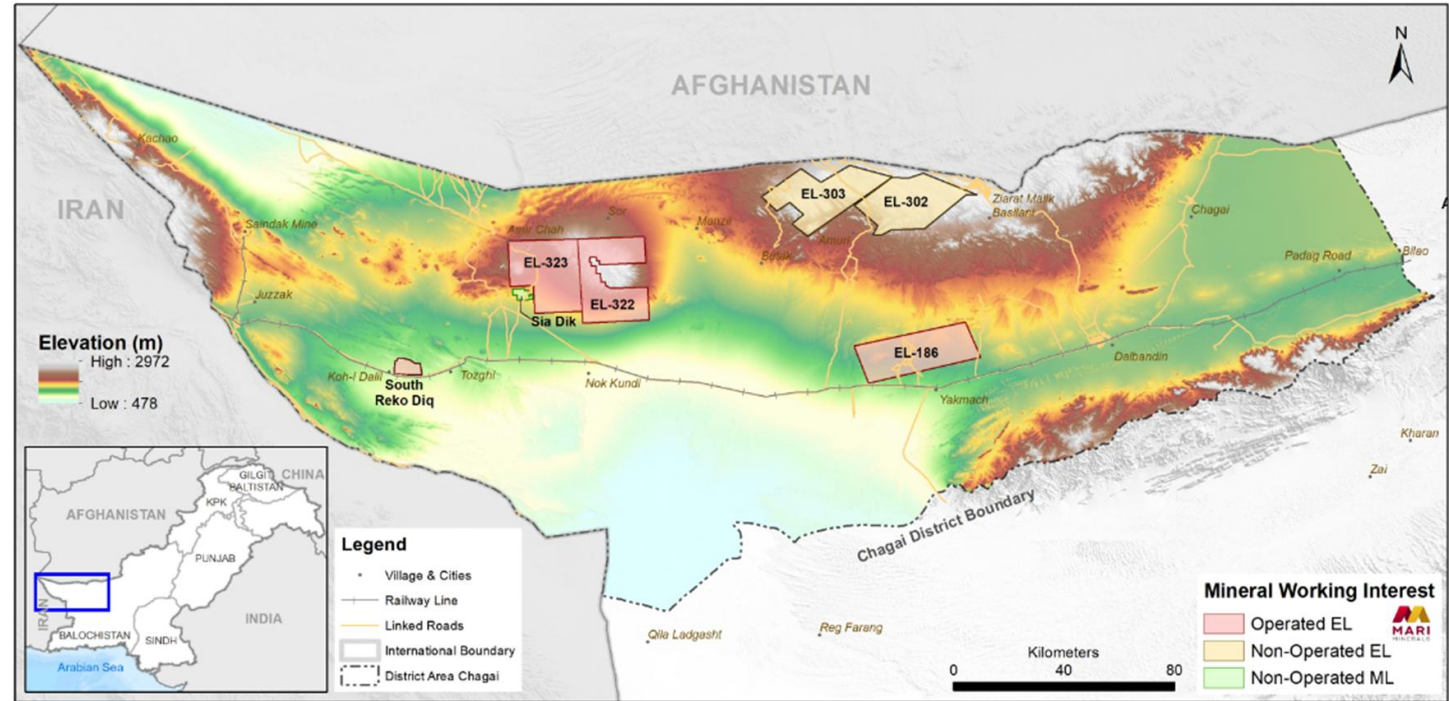 N
AFGHANISTAN
IRAN
Kachao
Saindak Mine
Juzzak
Amir Chah
Sor
Manzil
Butak
Amuri
EL-303
EL-302
Ziarat Malik
Chagai
Padag Road
Bilao
EL-323
EL-322
Sia Dik
EL-186
Dalbandin
Yakmach
Koh-I Dalil
South
Reko Diq
Tozghi
Nok Kundi
Kharan
Zai
Chagai District Boundary
Qila Ladgasht
Reg Farang
Elevation (m)
High : 2972
Low : 478
GILGIT
BALTISTAN
CHINA
KPK
AFGHANISTAN
PUNJAB
INDIA
IRAN
BALOCHISTAN
SINDH
Arabian Sea
Legend
Village & Cities
Railway Line
Linked Roads
International Boundary
District Area Chagai
Kilometers
0 40 80
Mineral Working Interest
Operated EL
Non-Operated EL
Non-Operated ML
MARI
MINERALS